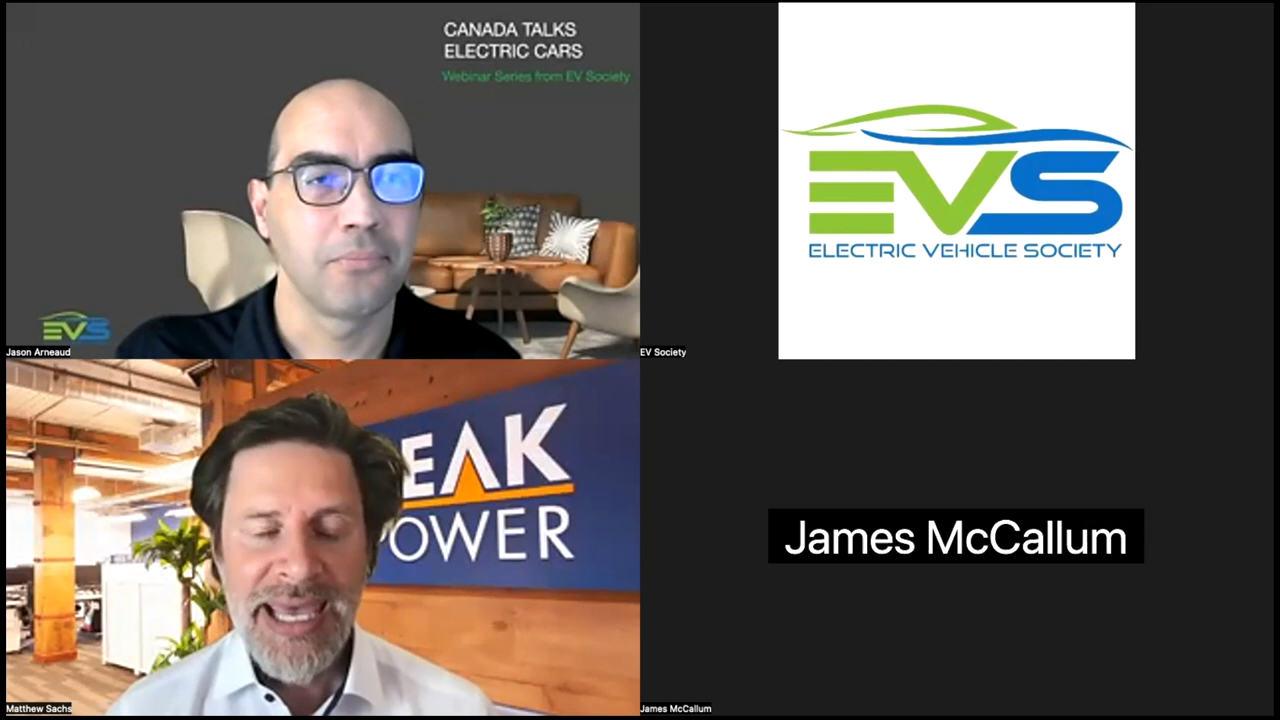 CANADA TALKS
ELECTRIC CARS
Webinar Series from EV Society
EVS
Jason Arneaud
EVS
ELECTRIC VEHICLE SOCIETY
EV Society
EAK
POWER
Matthew Sachs
James McCallum
James McCallum